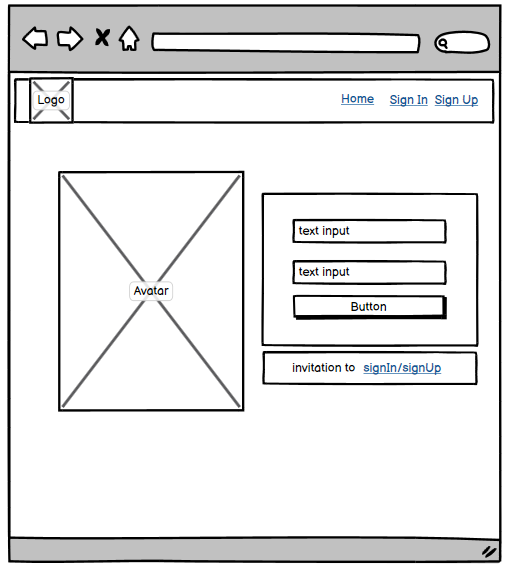 Logo
Home Sign In Sign Up
Avatar
text input
text input
Button
invitation to signIn/signUp